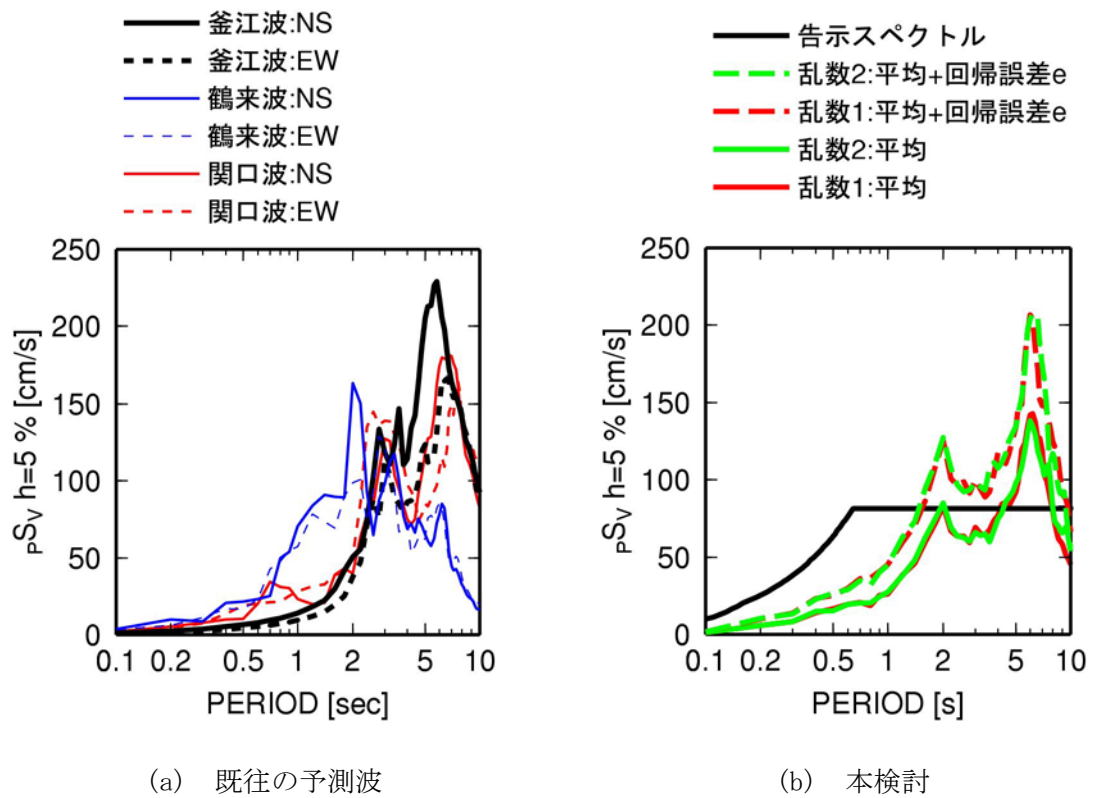 釜江波:NS
釜江波:EW
鶴来波:NS
鶴来波:EW
関口波:NS
関口波:EW
250
200
150
100
50
0
0.1 0.2 0.5 1 2 5 10
PERIOD [sec]
pSv h=5 % [cm/s]
(a) 既往の予測波
告示スペクトル
乱数2:平均+回帰誤差e
乱数1:平均+回帰誤差e
乱数2:平均
乱数1:平均
250
200
150
100
50
0
0.1 0.2 0.5 1 2 5 10
PERIOD [s]
pSv h=5 % [cm/s]
(b) 本検討